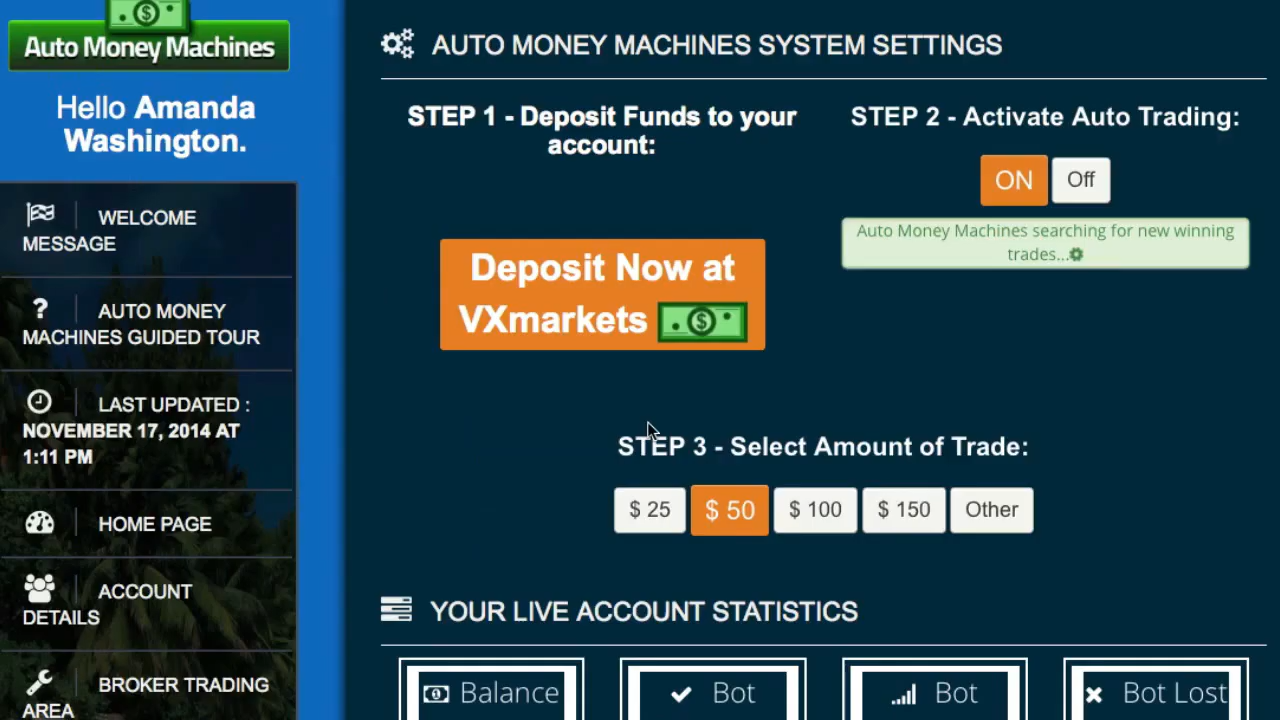 Auto Money Machines
Hello Amanda
Washington.
WELCOME
MESSAGE
? AUTO MONEY
MACHINES GUIDED TOUR
LAST UPDATED :
NOVEMBER 17, 2014 AT
1:11 PM
HOME PAGE
ACCOUNT
DETAILS
BROKER TRADING
AREA
AUTO MONEY MACHINES SYSTEM SETTINGS
STEP 1 - Deposit Funds to your
account:
Deposit Now at
VXmarkets
STEP 2 - Activate Auto Trading:
ON Off
Auto Money Machines searching for new winning
trades...
STEP 3 - Select Amount of Trade:
$ 25 $ 50 $ 100 $ 150 Other
YOUR LIVE ACCOUNT STATISTICS
Balance Bot Bot Bot Lost